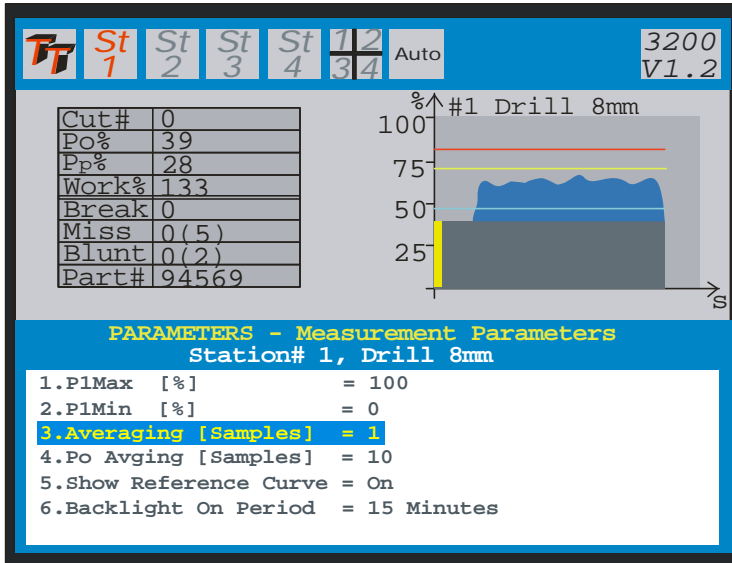 TT St 1 St 2 St 3 St 4 1 2 3 4 Auto 3200 V1.2
Cut# 0
Po% 39
Pp% 28
Work% 133
Break 0
Miss 0(5)
Blunt 0(2)
Part# 94569
% #1 Drill 8mm
100
75
50
25
s
PARAMETERS - Measurement Parameters
Station# 1, Drill 8mm
1.P1Max [%] = 100
2.P1Min [%] = 0
3.Averaging [Samples] = 1
4.Po Avging [Samples] = 10
5.Show Reference Curve = On
6.Backlight On Period = 15 Minutes